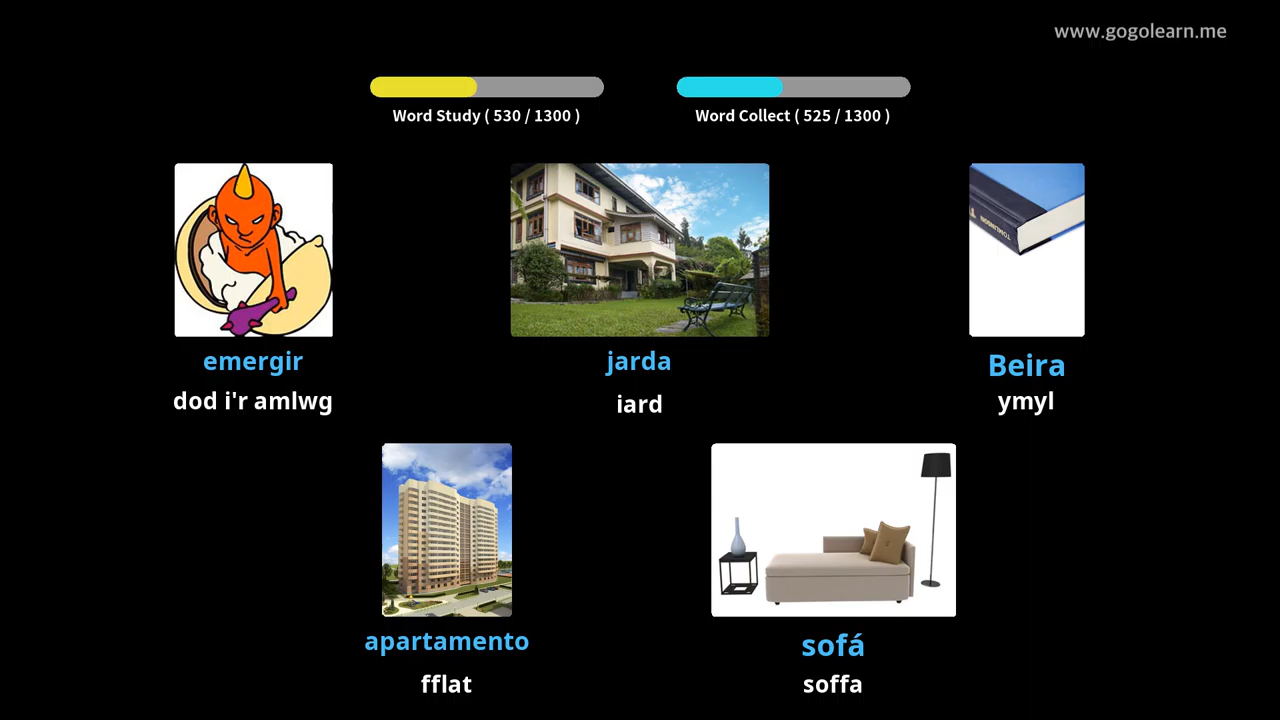 www.gogolearn.me
Word Study ( 530 / 1300 )
Word Collect ( 525 / 1300 )
TOMLINSON
emergir
jarda
Beira
dod i'r amlwg
iard
ymyl
apartamento
sofá
fflat
soffa